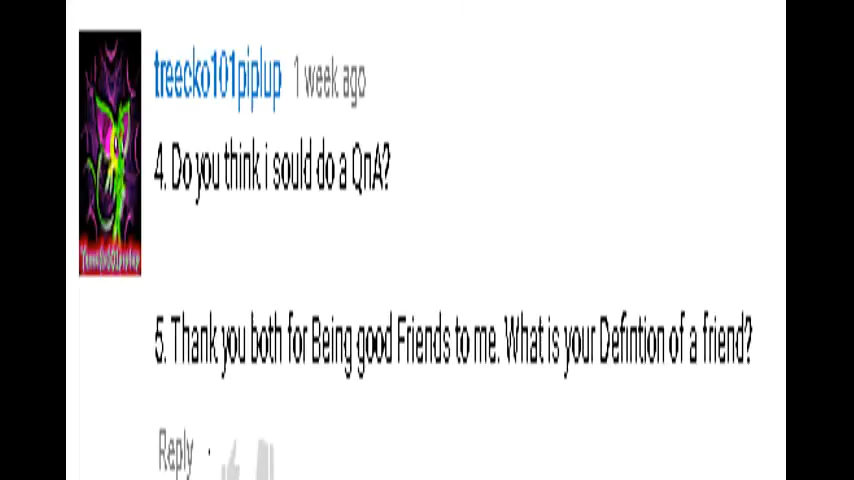 treecko101piplup 1 week ago
4. Do you think i sould do a QnA?
5. Thank you both for Being good Friends to me. What is your Defintion of a friend?
Reply ·